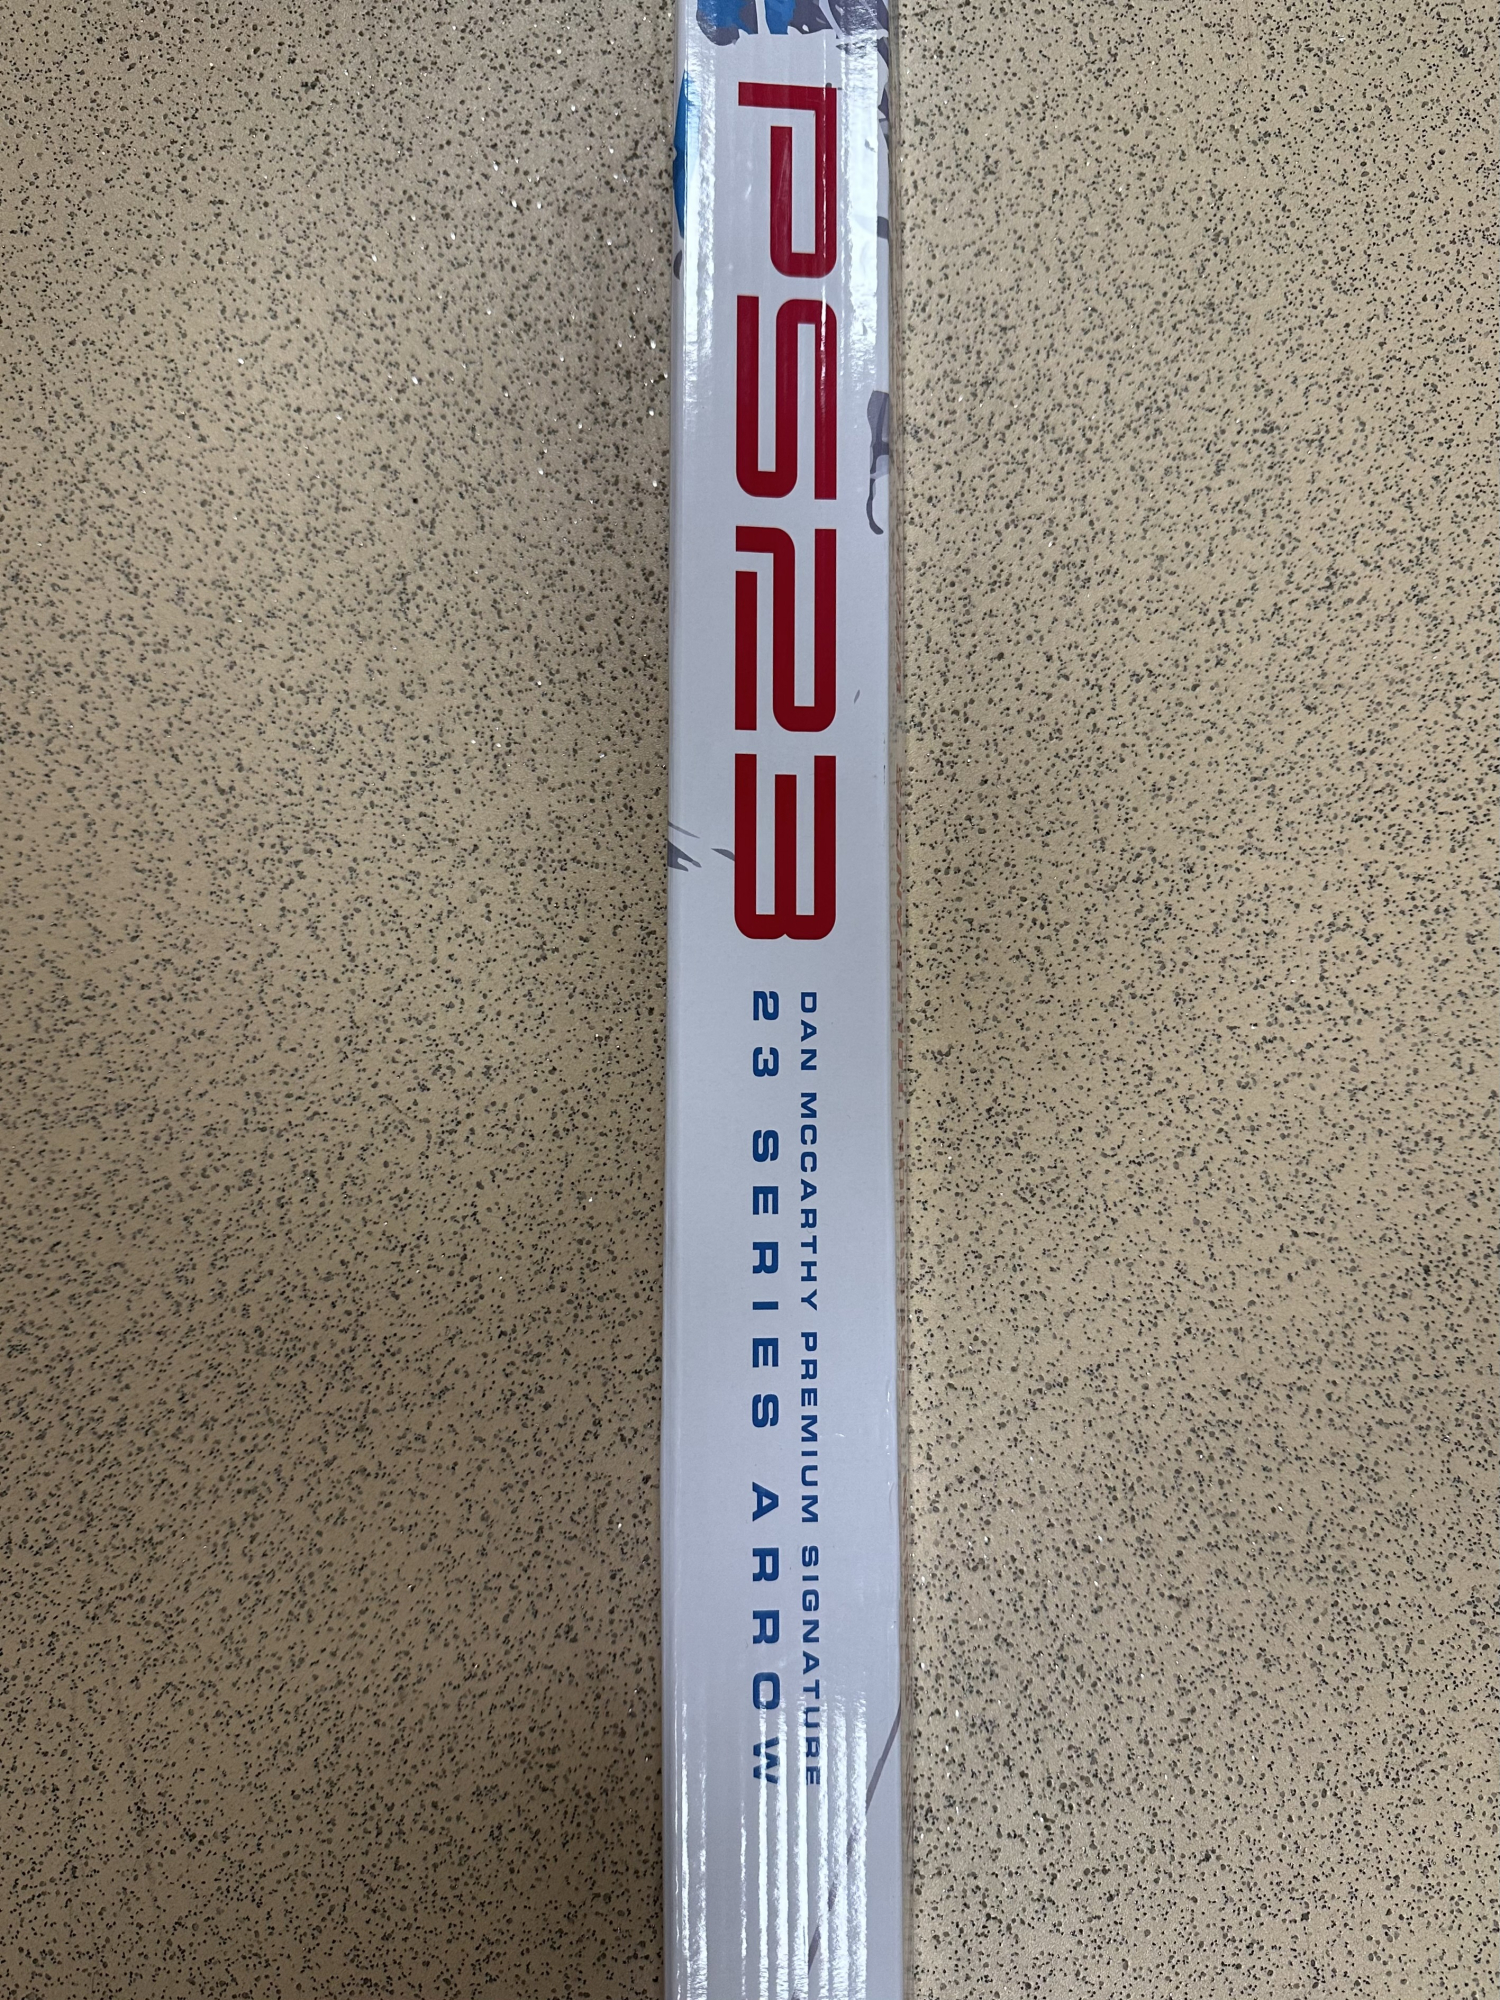 PS23
DAN MCCARTHY PREMIUM SIGNATURE
23 SERIES ARROW